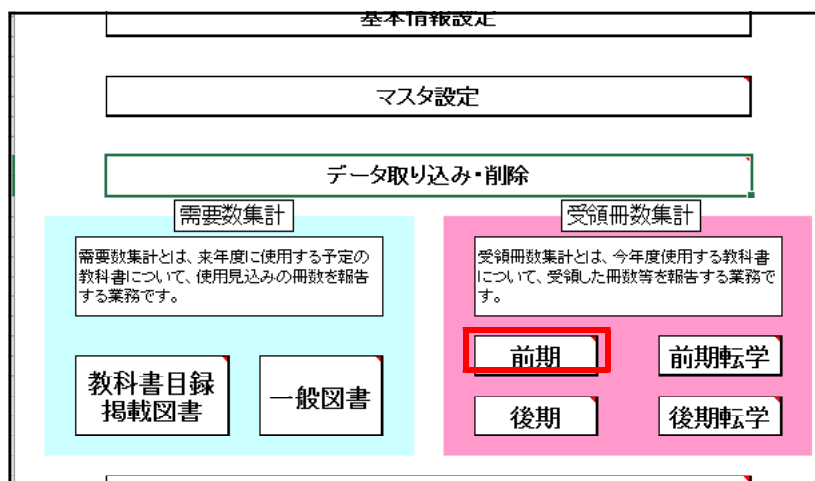 基本情報設定
マスタ設定
データ取り込み・削除
需要数集計
需要数集計とは、来年度に使用する予定の
教科書について、使用見込みの冊数を報告
する業務です。
教科書目録
掲載図書
一般図書
受領冊数集計
受領冊数集計とは、今年度使用する教科書
について、受領した冊数等を報告する業務で
す。
前期
前期転学
後期
後期転学